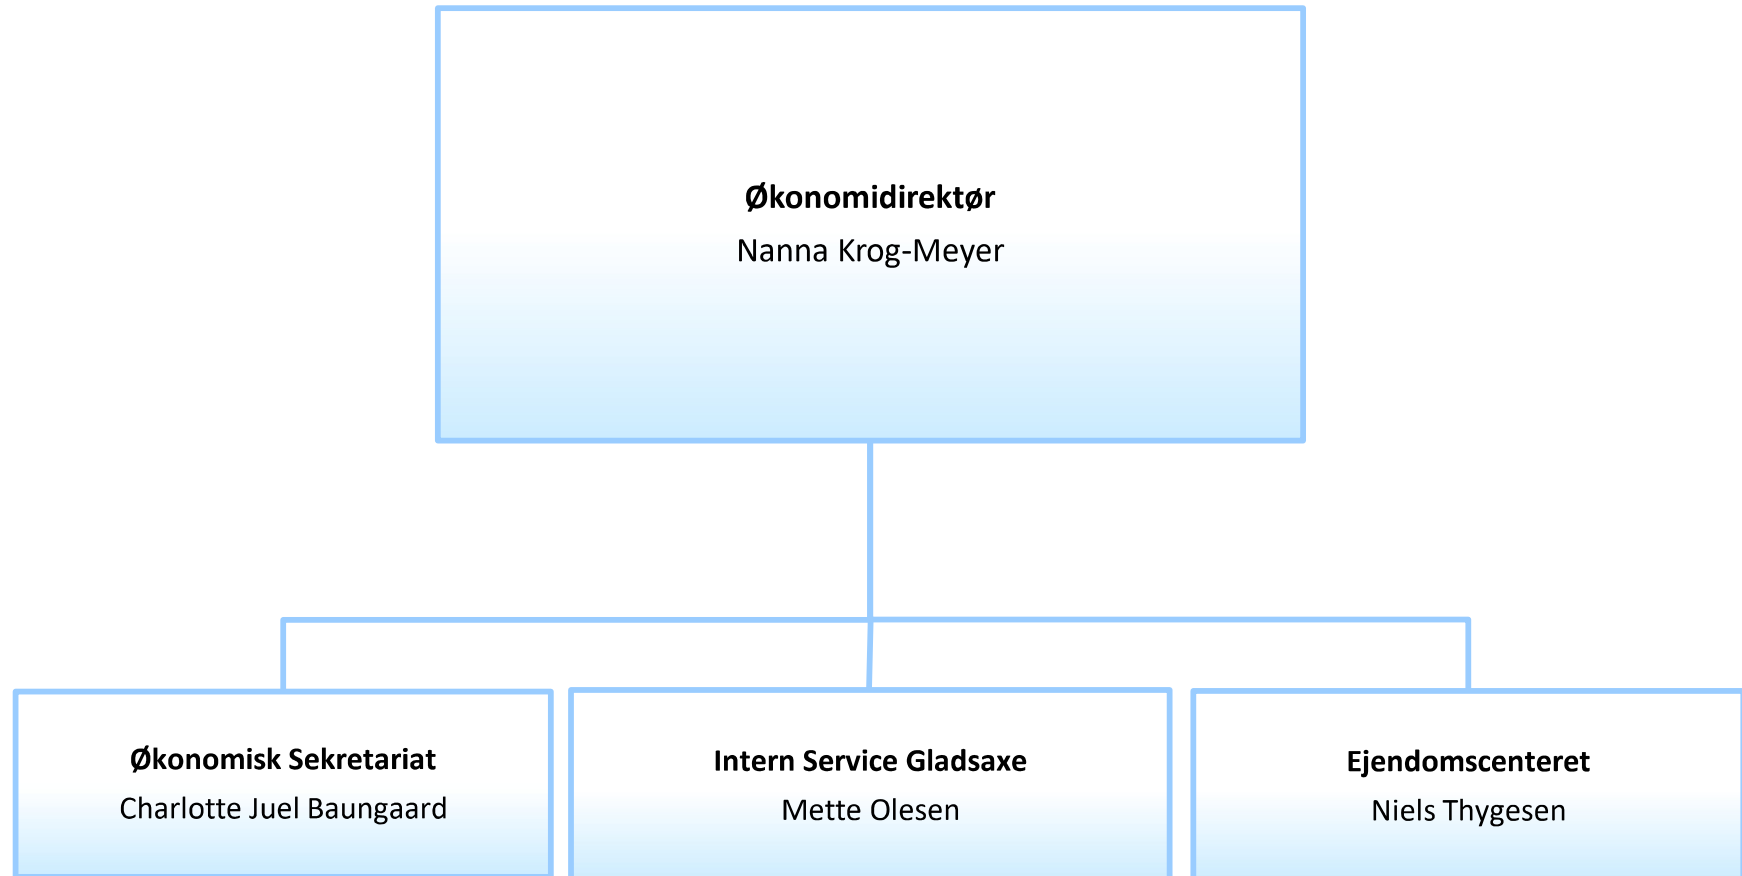 Økonomidirektør
Nanna Krog-Meyer
Økonomisk Sekretariat
Charlotte Juel Baungaard
Intern Service Gladsaxe
Mette Olesen
Ejendomscenteret
Niels Thygesen